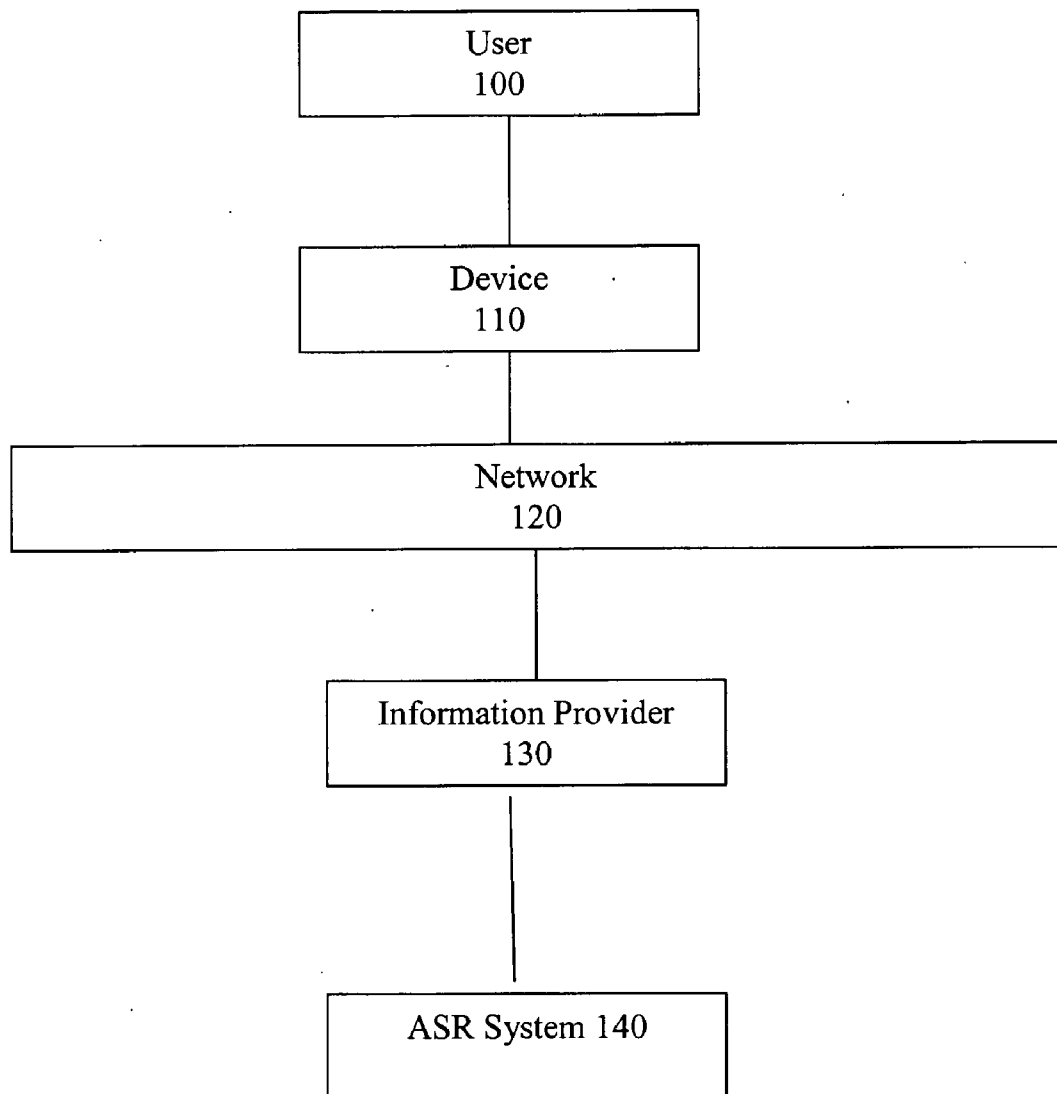 User
100
Device
110
Network
120
Information Provider
130
ASR System 140